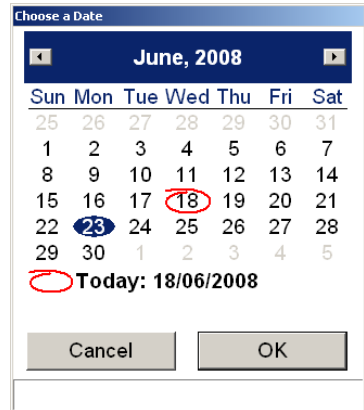 Choose a Date
June, 2008
Sun Mon Tue Wed Thu Fri Sat
25 26 27 28 29 30 31
1 2 3 4 5 6 7
8 9 10 11 12 13 14
15 16 17 18 19 20 21
22 23 24 25 26 27 28
29 30 1 2 3 4 5
Today: 18/06/2008
Cancel OK